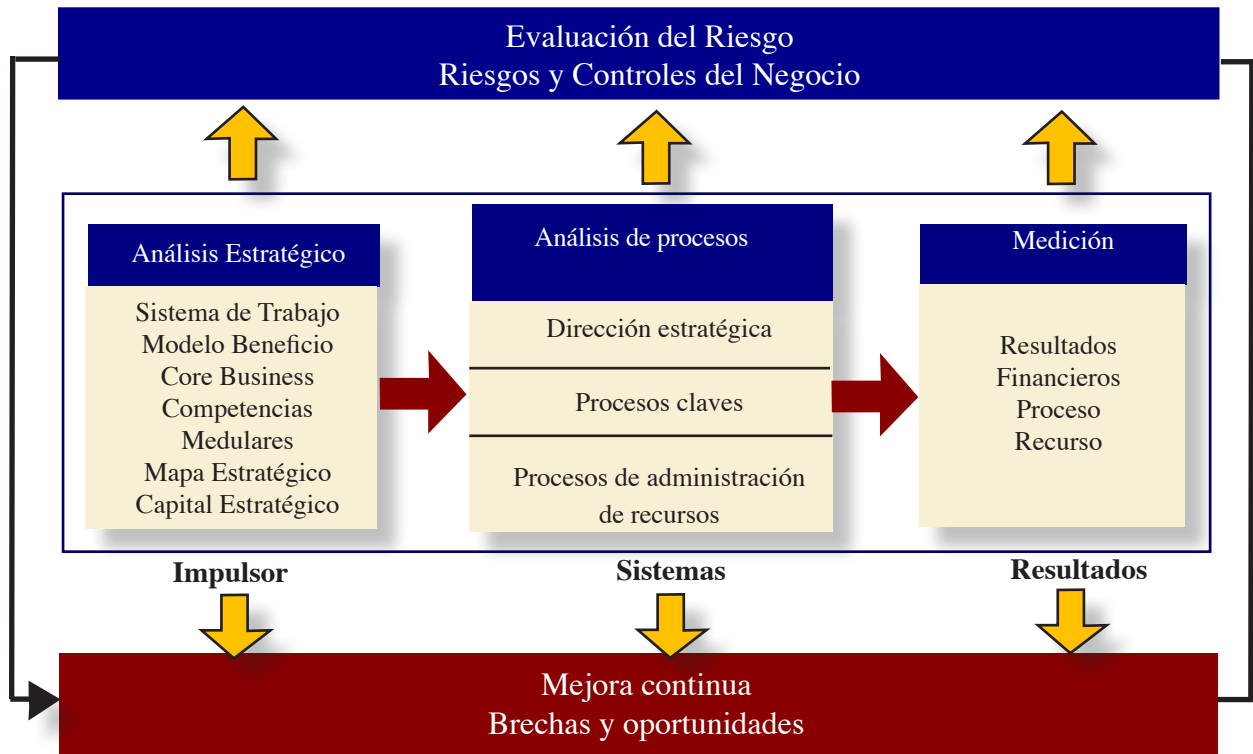 Evaluación del Riesgo
Riesgos y Controles del Negocio
Análisis Estratégico
Sistema de Trabajo
Modelo Beneficio
Core Business
Competencias
Medulares
Mapa Estratégico
Capital Estratégico
Impulsor
Análisis de procesos
Dirección estratégica
Procesos claves
Procesos de administración
de recursos
Sistemas
Medición
Resultados
Financieros
Proceso
Recurso
Resultados
Mejora continua
Brechas y oportunidades